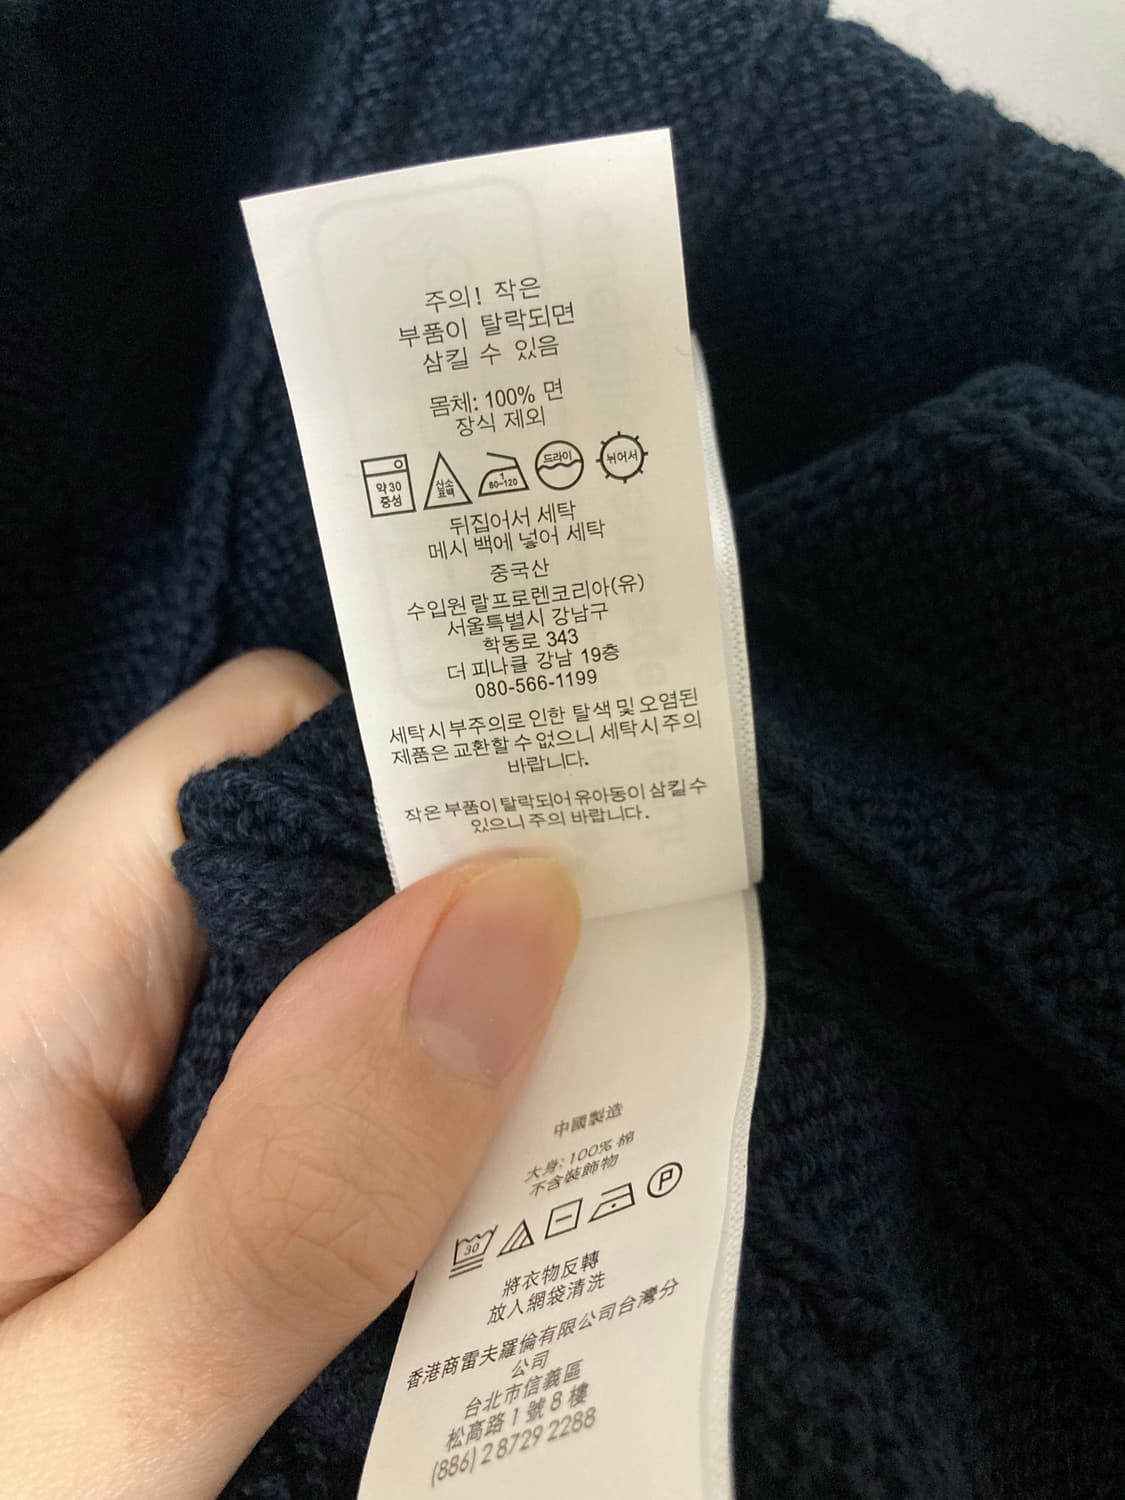 주의! 작은
부품이 탈락되면
삼킬 수 있음
몸체: 100% 면
장식 제외
약30
중성
산소
표백
1
80~120
드라이
뉘어서
뒤집어서 세탁
메시 백에 넣어 세탁
중국산
수입원 랄프로렌코리아(유)
서울특별시 강남구
학동로 343
더 피나클 강남 19층
080-566-1199
세탁시 부주의로 인한 탈색 및 오염된
제품은 교환할 수 없으니 세탁시 주의
바랍니다.
작은 부품이 탈락되어 유아동이 삼킬 수
있으니 주의 바랍니다.
中國製造
大身: 100% 棉
不含裝飾物
30
P
將衣物反轉
放入網袋清洗
香港商雷夫羅倫有限公司台灣分
公司
台北市信義區
松高路 1 號 8 樓
(886) 2 8729 2288